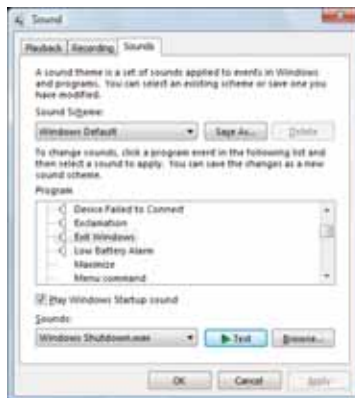 Sound
Playback Recording Sounds
A sound theme is a set of sounds applied to events in Windows
and programs. You can select an existing scheme or save one you
have modified.
Sound Scheme:
Windows Default Save As... Delete
To change sounds, click a program event in the following list and
then select a sound to apply. You can save the changes as a new
sound scheme.
Program
Device Failed to Connect
Exclamation
Exit Windows
Low Battery Alarm
Maximize
Menu command
Play Windows Startup sound
Sounds:
Windows Shutdown.wav Test Browse...
OK Cancel Apply